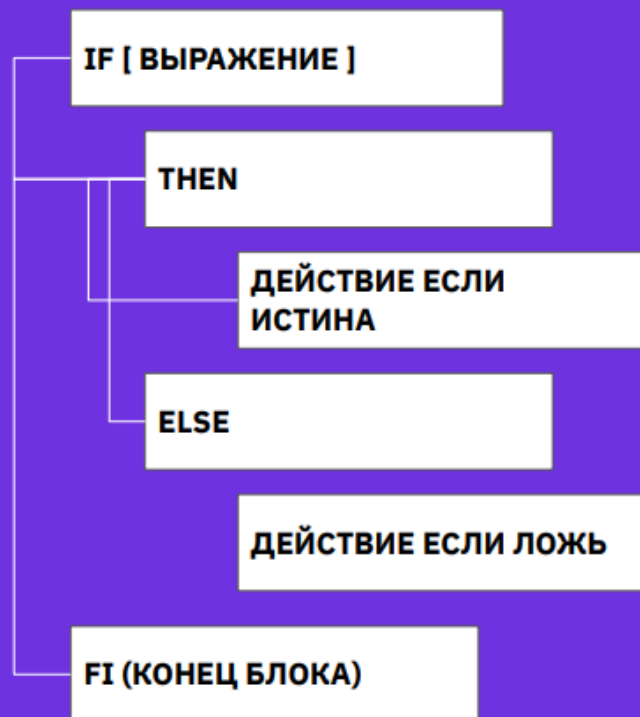 IF [ ВЫРАЖЕНИЕ ]
THEN
ДЕЙСТВИЕ ЕСЛИ
ИСТИНА
ELSE
ДЕЙСТВИЕ ЕСЛИ ЛОЖЬ
FI (КОНЕЦ БЛОКА)